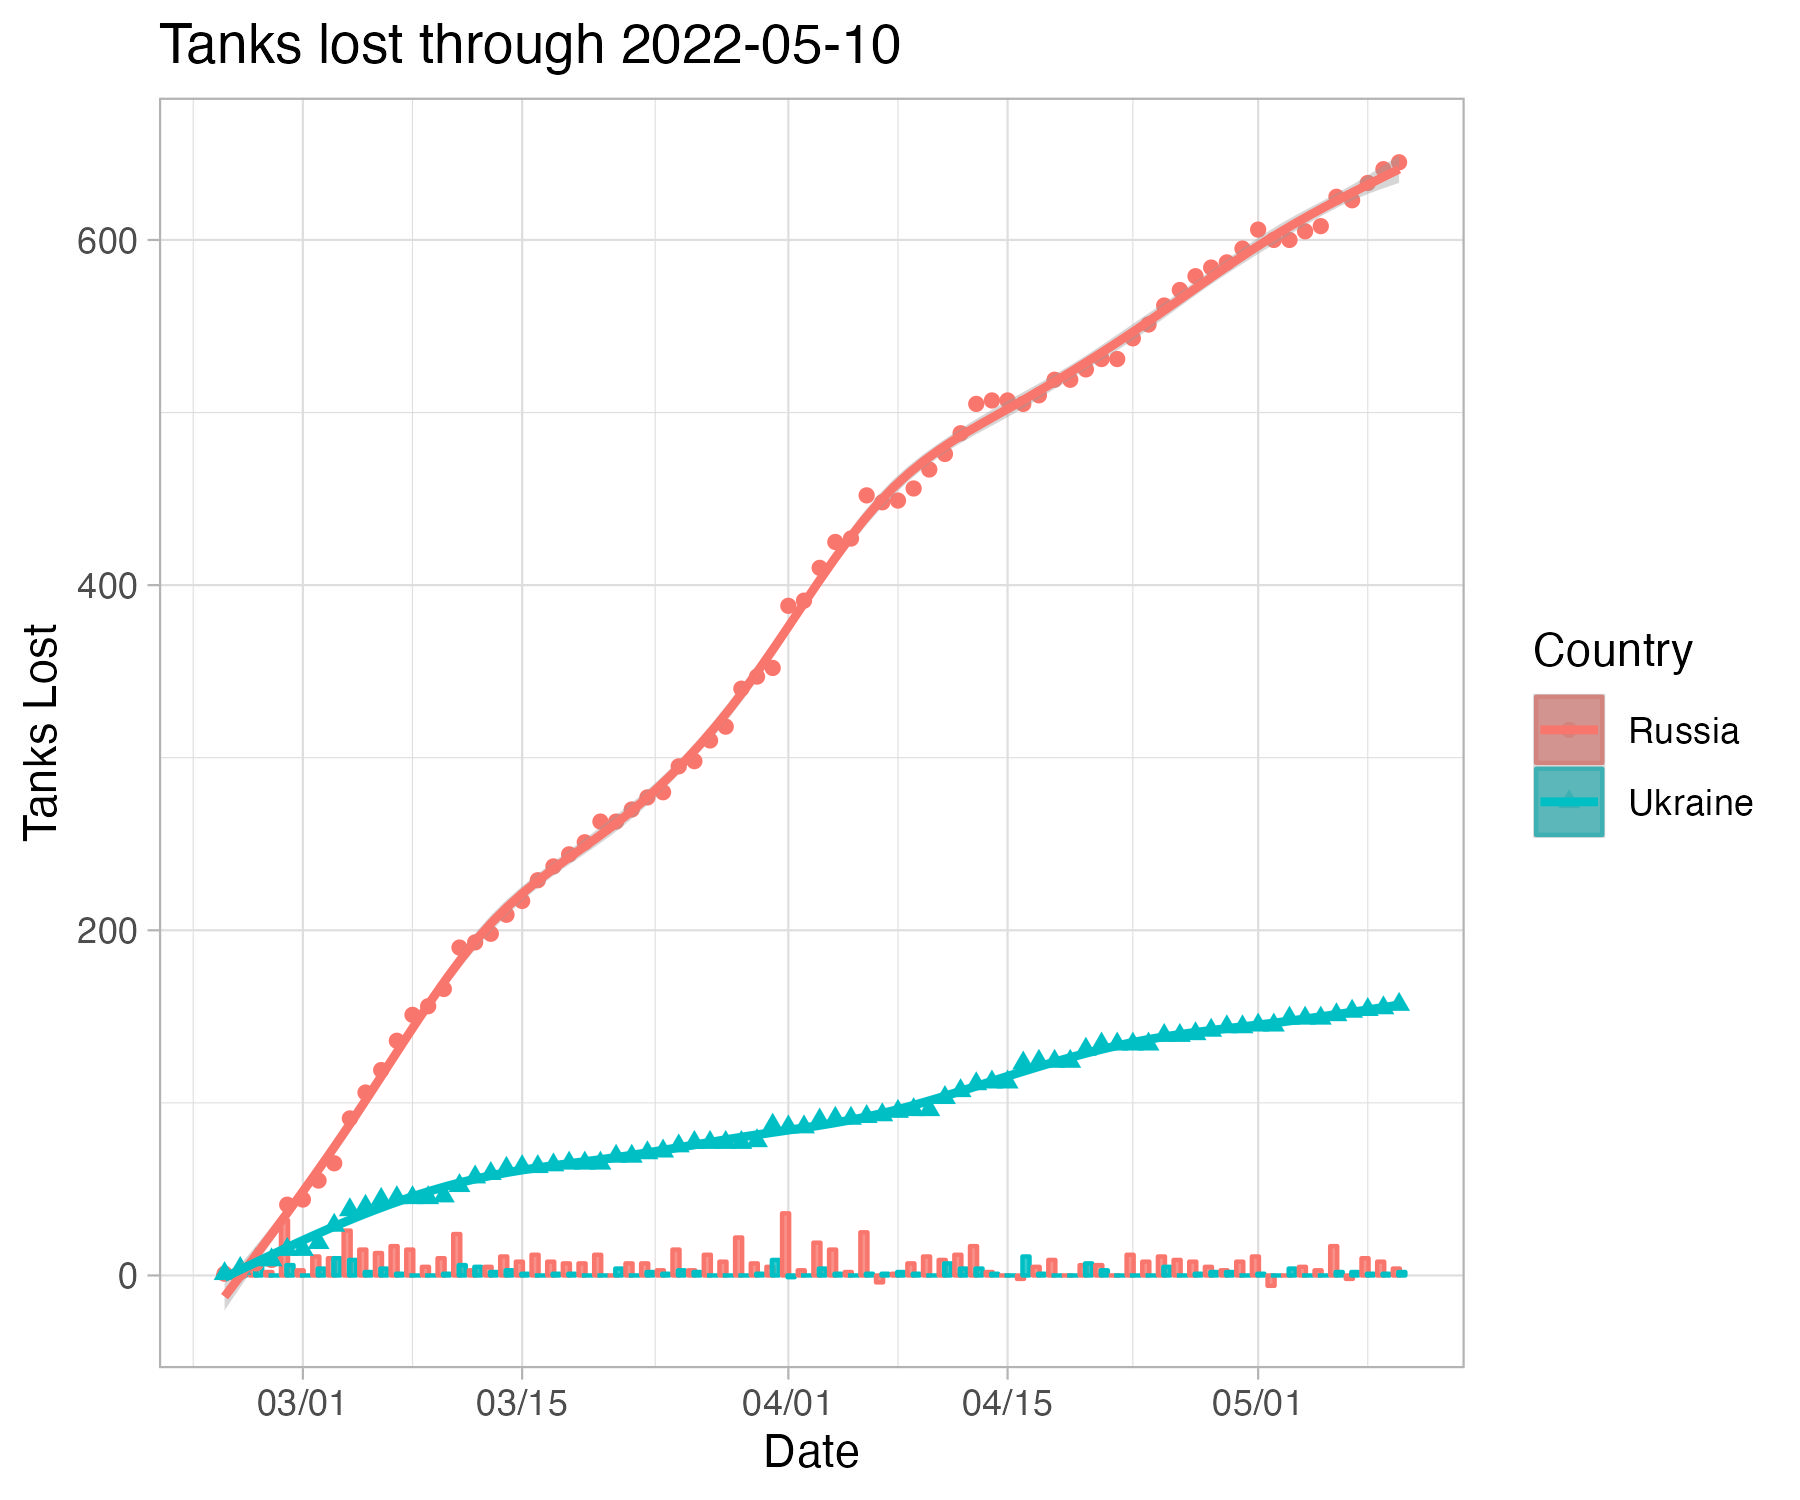 Tanks lost through 2022-05-10
Tanks Lost
600
400
200
0
03/01 03/15 04/01 04/15 05/01
Date
Country
Russia
Ukraine